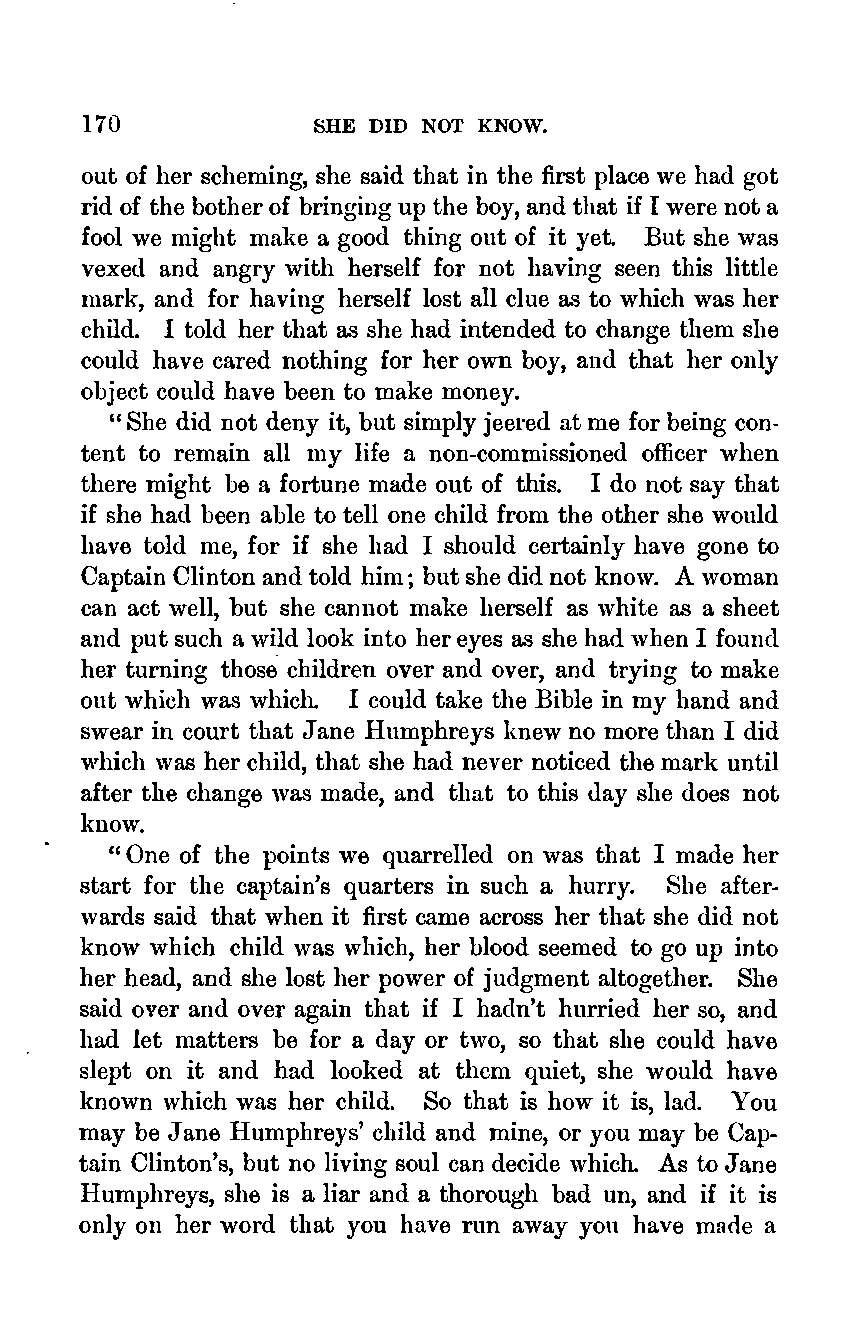 170 SHE DID NOT KNOW.
out of her scheming, she said that in the first place we had got
rid of the bother of bringing up the boy, and that if I were not a
fool we might make a good thing out of it yet. But she was
vexed and angry with herself for not having seen this little
mark, and for having herself lost all clue as to which was her
child. I told her that as she had intended to change them she
could have cared nothing for her own boy, and that her only
object could have been to make money.
"She did not deny it, but simply jeered at me for being con-
tent to remain all my life a non-commissioned officer when
there might be a fortune made out of this. I do not say that
if she had been able to tell one child from the other she would
have told me, for if she had I should certainly have gone to
Captain Clinton and told him; but she did not know. A woman
can act well, but she cannot make herself as white as a sheet
and put such a wild look into her eyes as she had when I found
her turning those children over and over, and trying to make
out which was which. I could take the Bible in my hand and
swear in court that Jane Humphreys knew no more than I did
which was her child, that she had never noticed the mark until
after the change was made, and that to this day she does not
know.
"One of the points we quarrelled on was that I made her
start for the captain's quarters in such a hurry. She after-
wards said that when it first came across her that she did not
know which child was which, her blood seemed to go up into
her head, and she lost her power of judgment altogether. She
said over and over again that if I hadn't hurried her so, and
had let matters be for a day or two, so that she could have
slept on it and had looked at them quiet, she would have
known which was her child. So that is how it is, lad. You
may be Jane Humphreys' child and mine, or you may be Cap-
tain Clinton's, but no living soul can decide which. As to Jane
Humphreys, she is a liar and a thorough bad un, and if it is
only on her word that you have run away you have made a